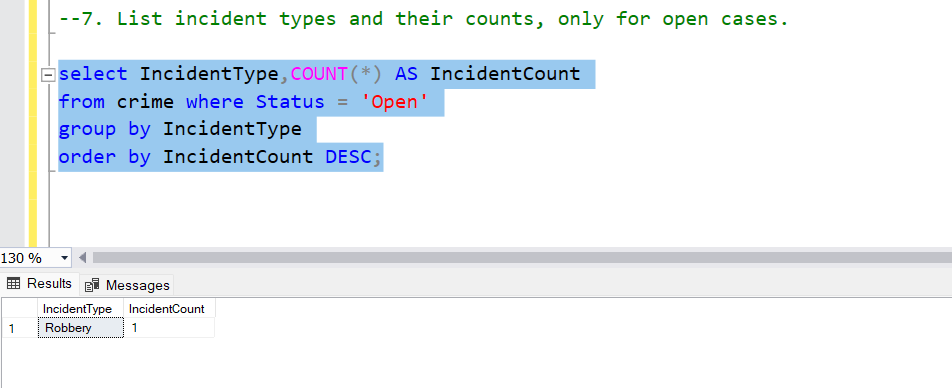 --7. List incident types and their counts, only for open cases.
select IncidentType,COUNT(*) AS IncidentCount
from crime where Status = 'Open'
group by IncidentType
order by IncidentCount DESC;
130 %
Results Messages
IncidentType IncidentCount
1 Robbery 1